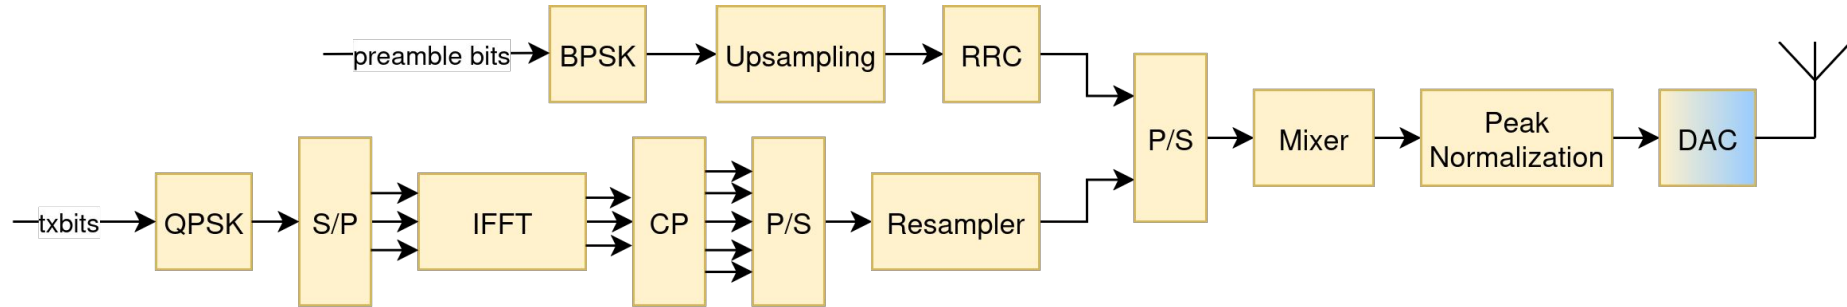 preamble bits
BPSK
Upsampling
RRC
P/S
Mixer
Peak
Normalization
DAC
txbits
QPSK
S/P
IFFT
CP
P/S
Resampler